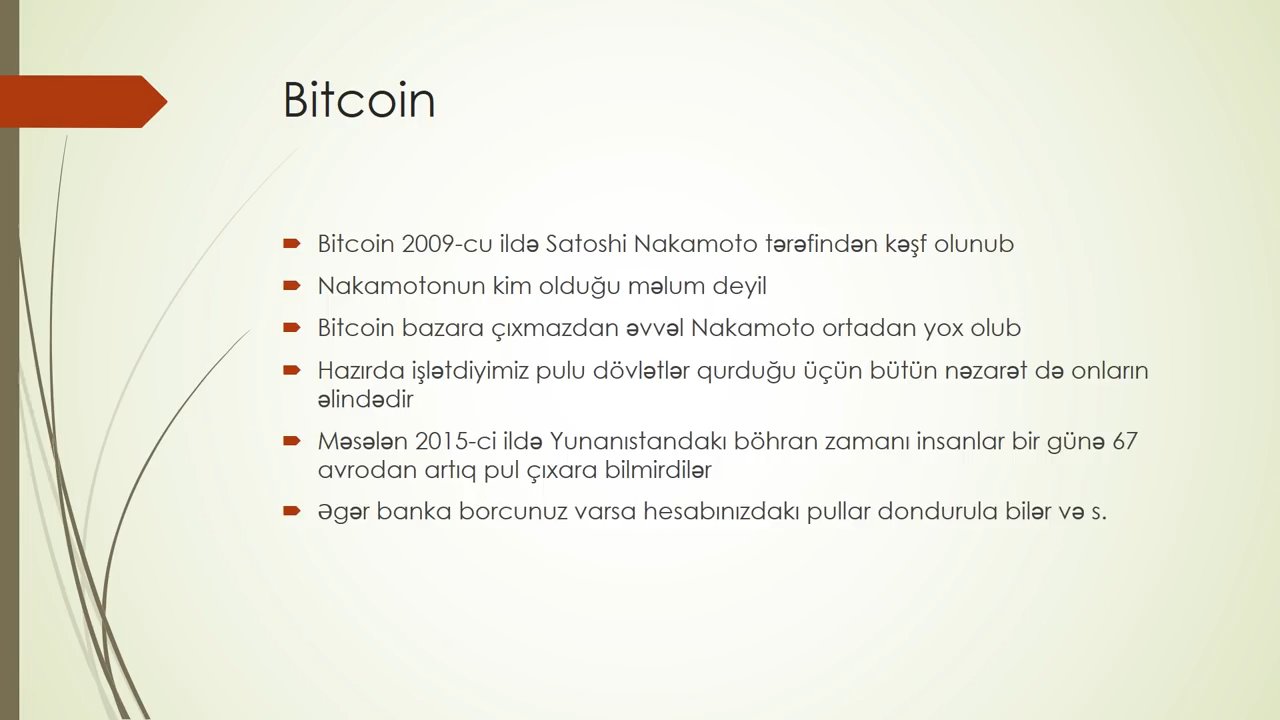 Bitcoin
Bitcoin 2009-cu ildə Satoshi Nakamoto tərəfindən kəşf olunub
Nakamotonun kim olduğu məlum deyil
Bitcoin bazara çıxmazdan əvvəl Nakamoto ortadan yox olub
Hazırda işlətdiyimiz pulu dövlətlər qurduğu üçün bütün nəzarət də onların
əlindədir
Məsələn 2015-ci ildə Yunanıstandakı böhran zamanı insanlar bir günə 67
avrodan artıq pul çıxara bilmirdilər
Əgər banka borcunuz varsa hesabınızdakı pullar dondurula bilər və s.